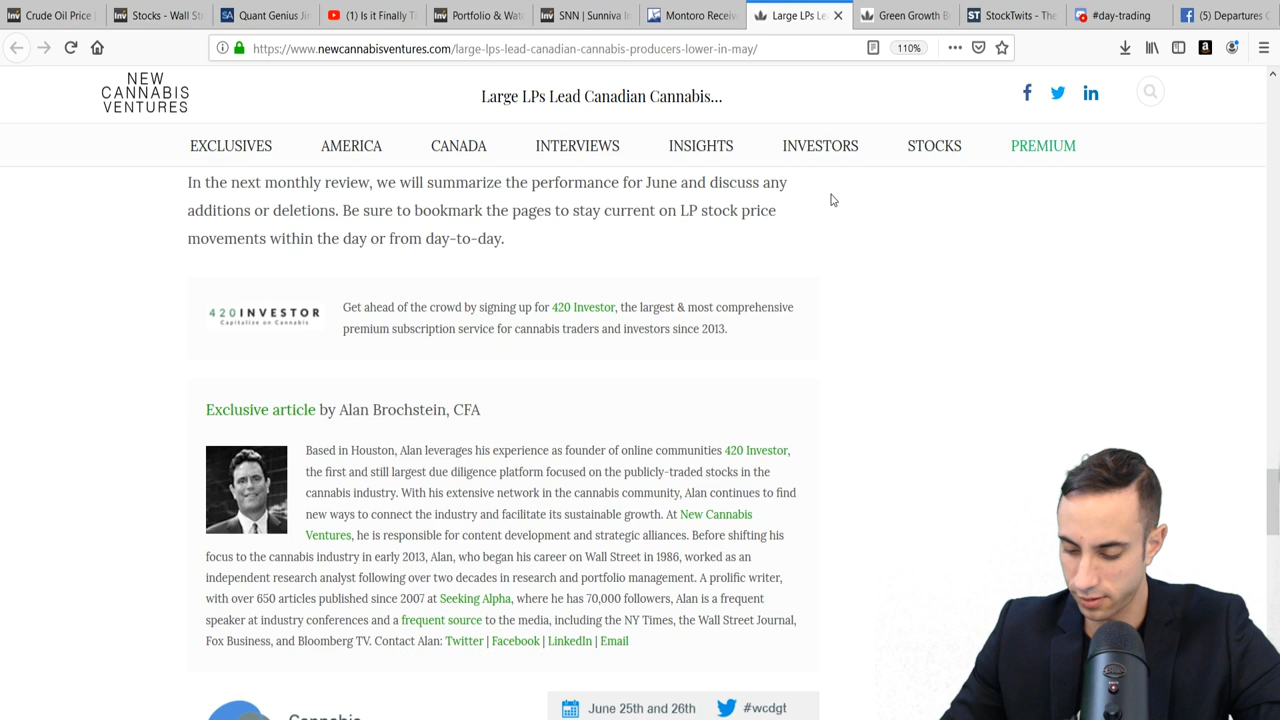 Crude Oil Price
Stocks - Wall St
Quant Genius Ji
(1) Is it Finally T
Portfolio & Wat
SNN | Sunniva I
Montoro Receiv
Large LPs Le
Green Growth B
StockTwits - The
#day-trading
(5) Departures C
https://www.newcannabisventures.com/large-lps-lead-canadian-cannabis-producers-lower-in-may/
110%
NEW
CANNABIS
VENTURES
Large LPs Lead Canadian Cannabis...
EXCLUSIVES AMERICA CANADA INTERVIEWS INSIGHTS INVESTORS STOCKS PREMIUM
In the next monthly review, we will summarize the performance for June and discuss any
additions or deletions. Be sure to bookmark the pages to stay current on LP stock price
movements within the day or from day-to-day.
420INVESTOR
Capitalize on Cannabis
Get ahead of the crowd by signing up for 420 Investor, the largest & most comprehensive
premium subscription service for cannabis traders and investors since 2013.
Exclusive article by Alan Brochstein, CFA
Based in Houston, Alan leverages his experience as founder of online communities 420 Investor,
the first and still largest due diligence platform focused on the publicly-traded stocks in the
cannabis industry. With his extensive network in the cannabis community, Alan continues to find
new ways to connect the industry and facilitate its sustainable growth. At New Cannabis
Ventures, he is responsible for content development and strategic alliances. Before shifting his
focus to the cannabis industry in early 2013, Alan, who began his career on Wall Street in 1986, worked as an
independent research analyst following over two decades in research and portfolio management. A prolific writer,
with over 650 articles published since 2007 at Seeking Alpha, where he has 70,000 followers, Alan is a frequent
speaker at industry conferences and a frequent source to the media, including the NY Times, the Wall Street Journal,
Fox Business, and Bloomberg TV. Contact Alan: Twitter | Facebook | LinkedIn | Email
Cannabis
June 25th and 26th
#wcdgt